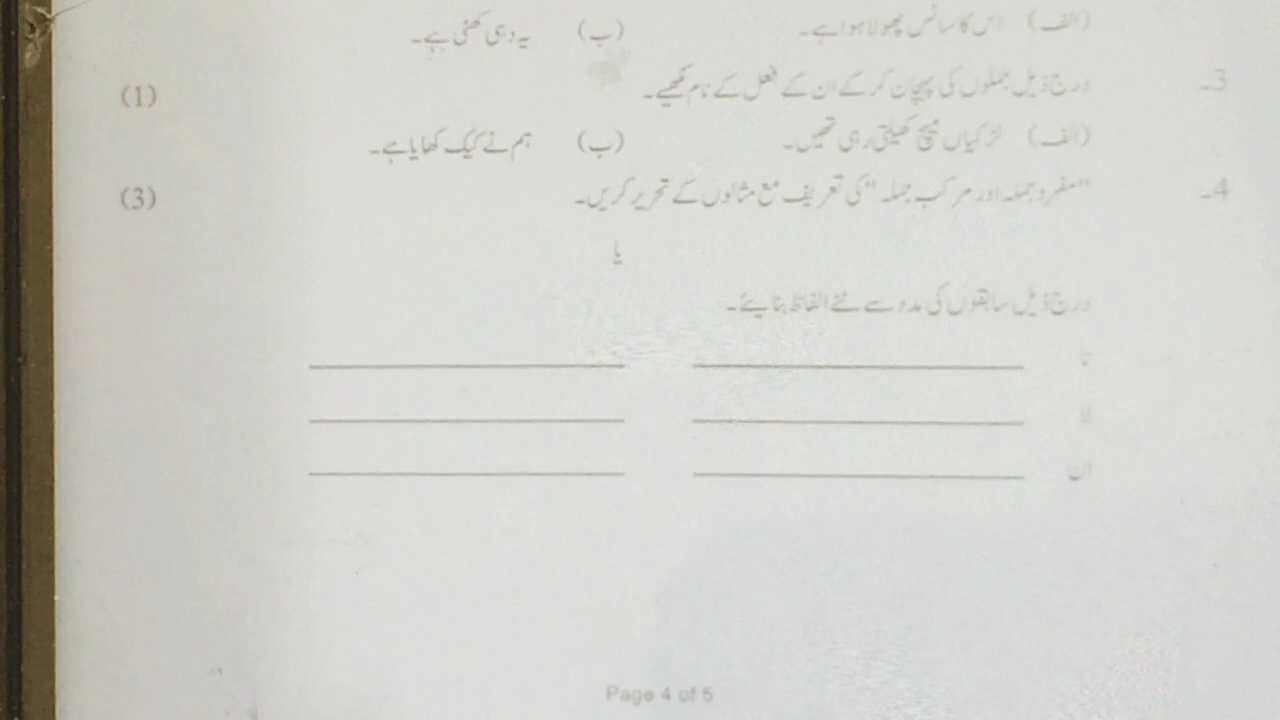 (الف) اس کا سانس پھولا ہوا ہے۔ (ب) یہ دہی کھٹی ہے۔
3۔ درج ذیل جملوں کی پہچان کر کے ان کے فعل کے نام لکھیے۔ (1)
(الف) لڑکیاں میچ کھیلتی رہی تھیں۔ (ب) ہم نے کیک کھایا ہے۔
4۔ "مفرد جملہ اور مرکب جملہ" کی تعریف مع مثالوں کے تحریر کریں۔ (3)
یا
درج ذیل سابقوں کی مدد سے نئے الفاظ بنائیے۔
نا
لا
ان
Page 4 of 5